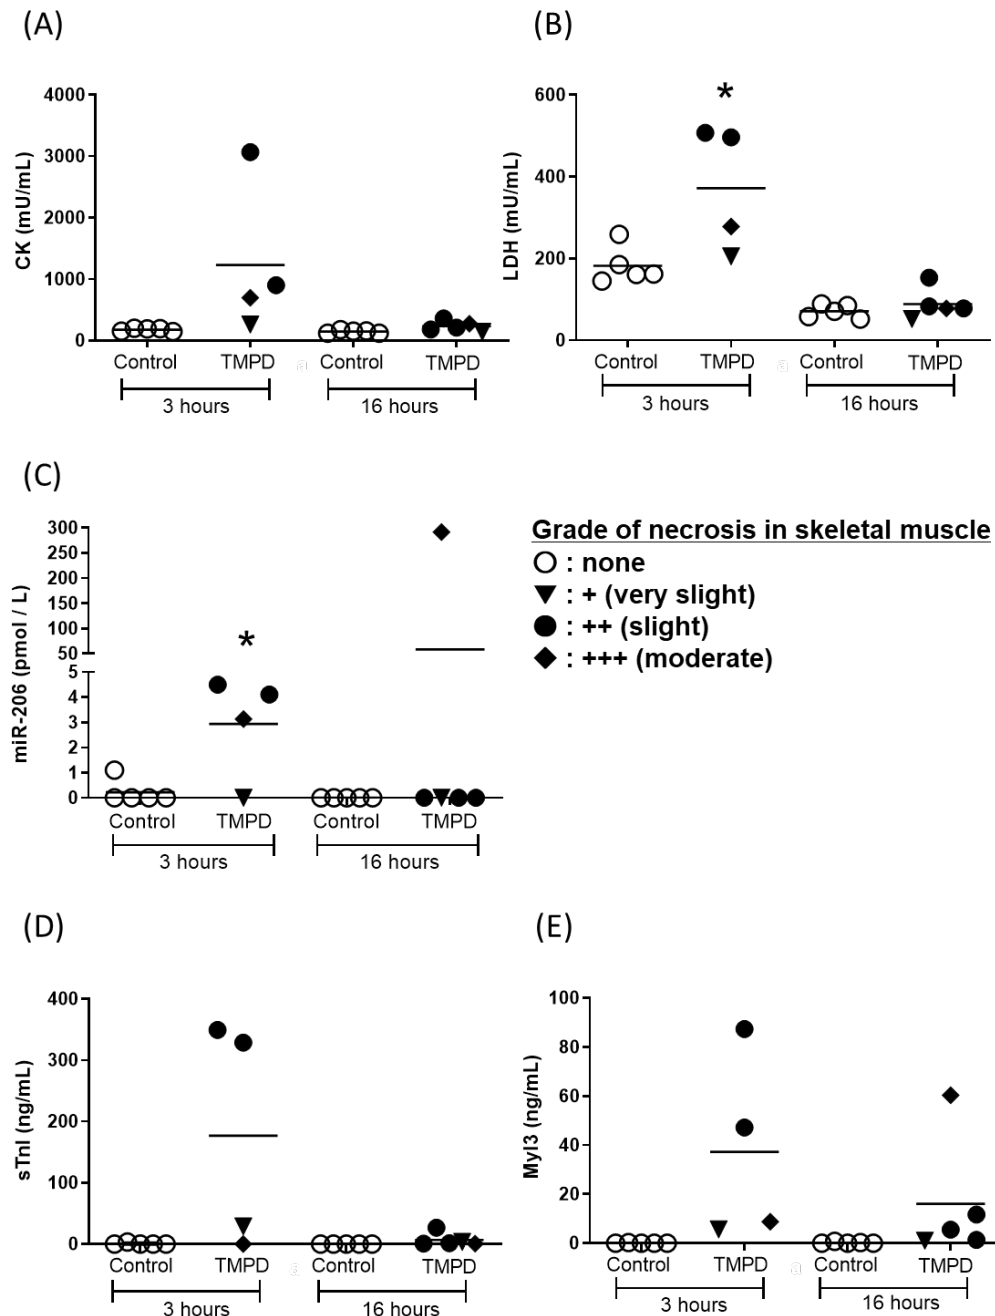 (A)
4000
3000
2000
1000
0
CK (mU/mL)
Control TMPD Control TMPD
3 hours 16 hours
(B)
600
400
200
0
LDH (mU/mL)
*
Control TMPD Control TMPD
3 hours 16 hours
(C)
300
250
200
150
100
50
5
4
3
2
1
0
miR-206 (pmol / L)
*
Control TMPD Control TMPD
3 hours 16 hours
Grade of necrosis in skeletal muscle
: none
: + (very slight)
: ++ (slight)
: +++ (moderate)
(D)
400
300
200
100
0
sTnI (ng/mL)
Control TMPD Control TMPD
3 hours 16 hours
(E)
100
80
60
40
20
0
Myl3 (ng/mL)
Control TMPD Control TMPD
3 hours 16 hours